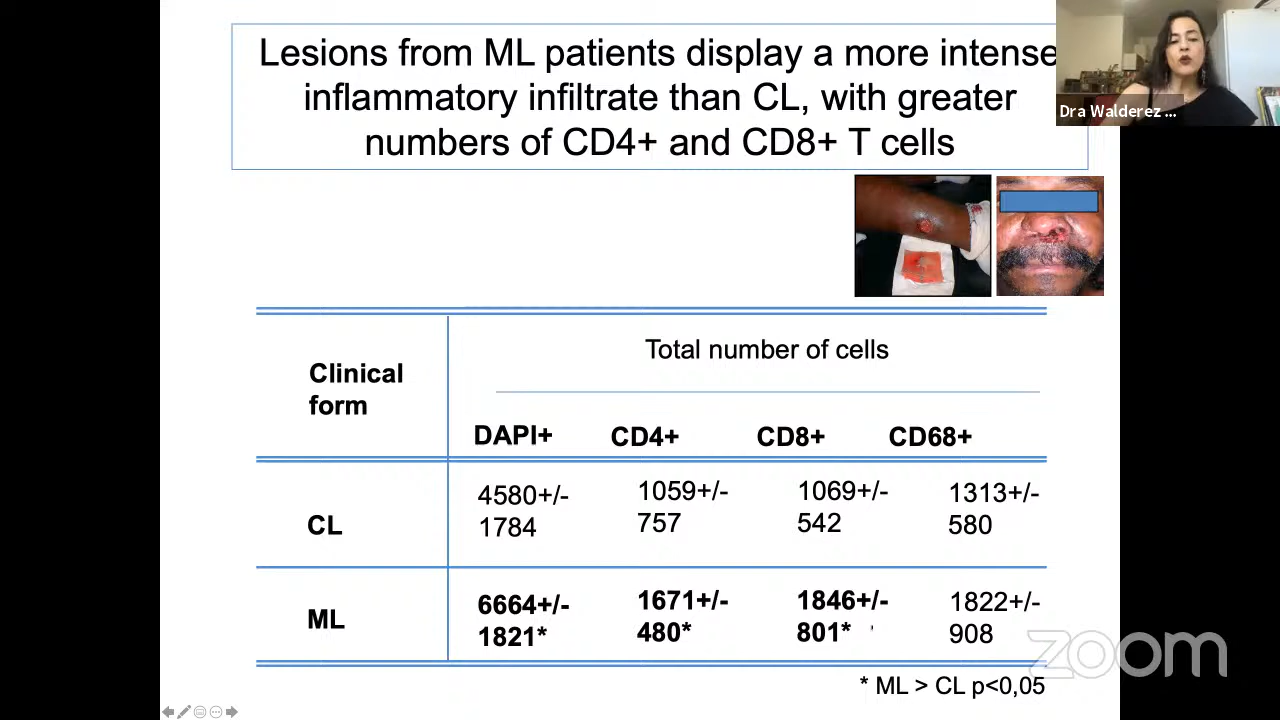 Lesions from ML patients display a more intense
inflammatory infiltrate than CL, with greater
numbers of CD4+ and CD8+ T cells
Dra Walderez ...
Clinical
form
Total number of cells
DAPI+ CD4+ CD8+ CD68+
CL
4580+/-
1784
1059+/-
757
1069+/-
542
1313+/-
580
ML
6664+/-
1821*
1671+/-
480*
1846+/-
801*
1822+/-
908
* ML > CL p<0,05
zoom